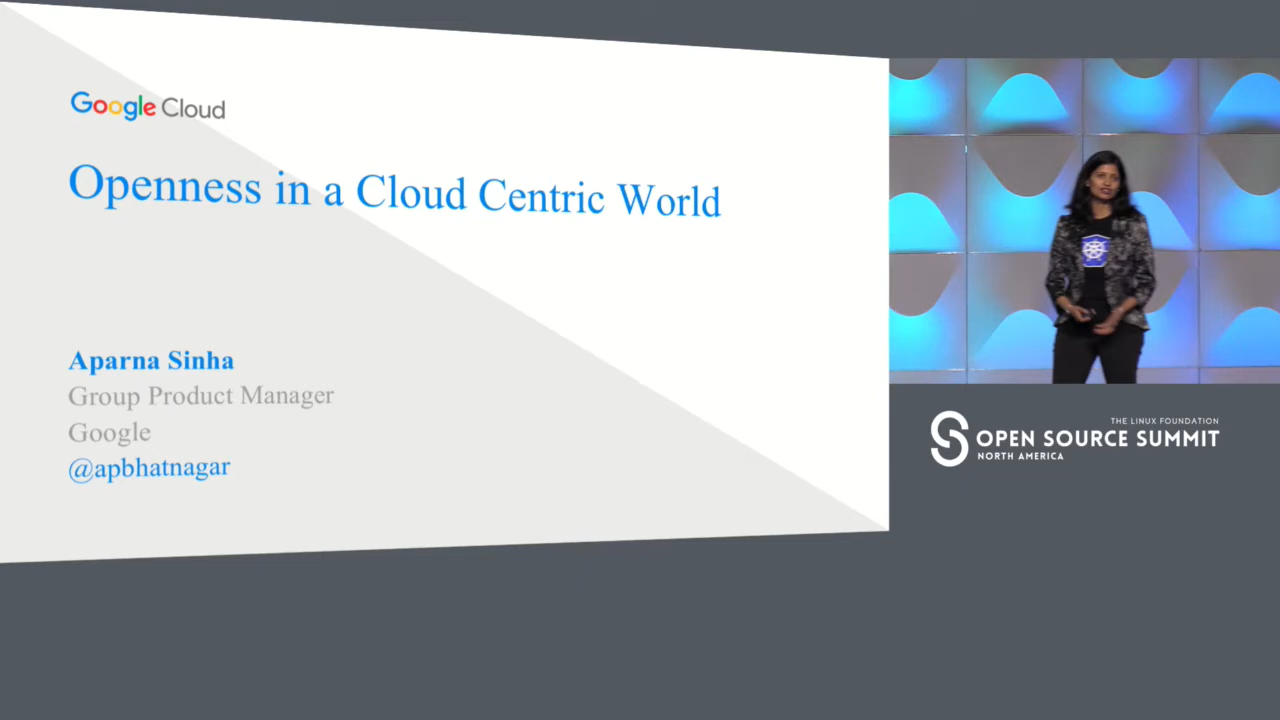 Google Cloud
Openness in a Cloud Centric World
Aparna Sinha
Group Product Manager
Google
@apbhatnagar
THE LINUX FOUNDATION
OPEN SOURCE SUMMIT
NORTH AMERICA